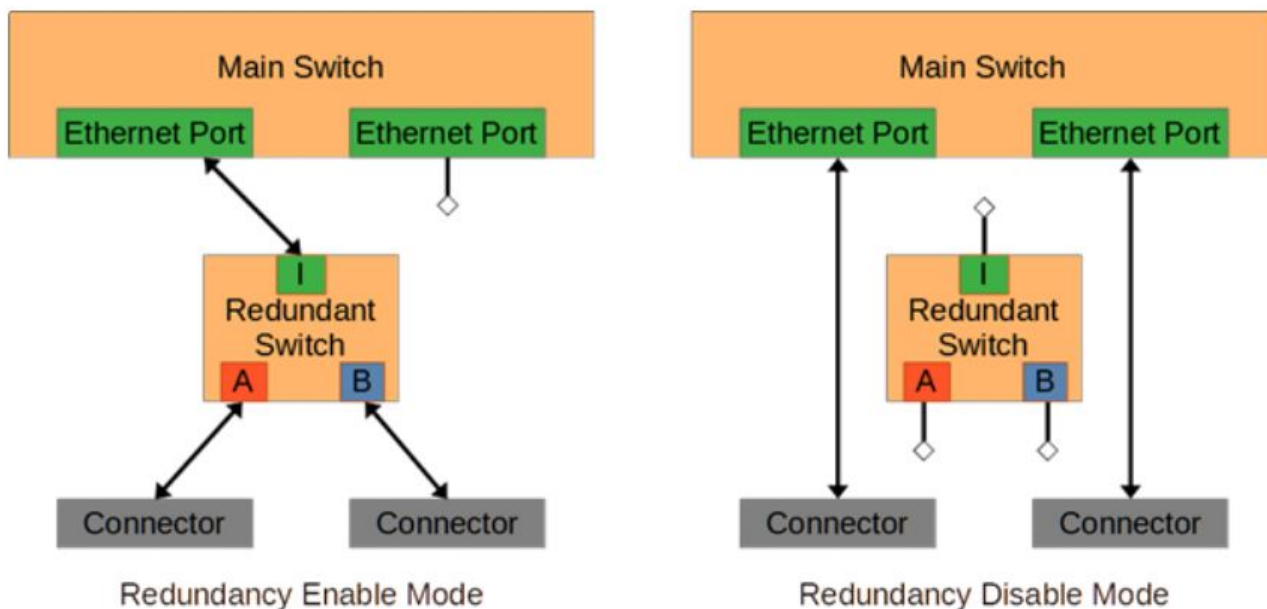 Main Switch
Ethernet Port
Ethernet Port
I
Redundant
Switch
A
B
Connector
Connector
Redundancy Enable Mode
Main Switch
Ethernet Port
Ethernet Port
I
Redundant
Switch
A
B
Connector
Connector
Redundancy Disable Mode